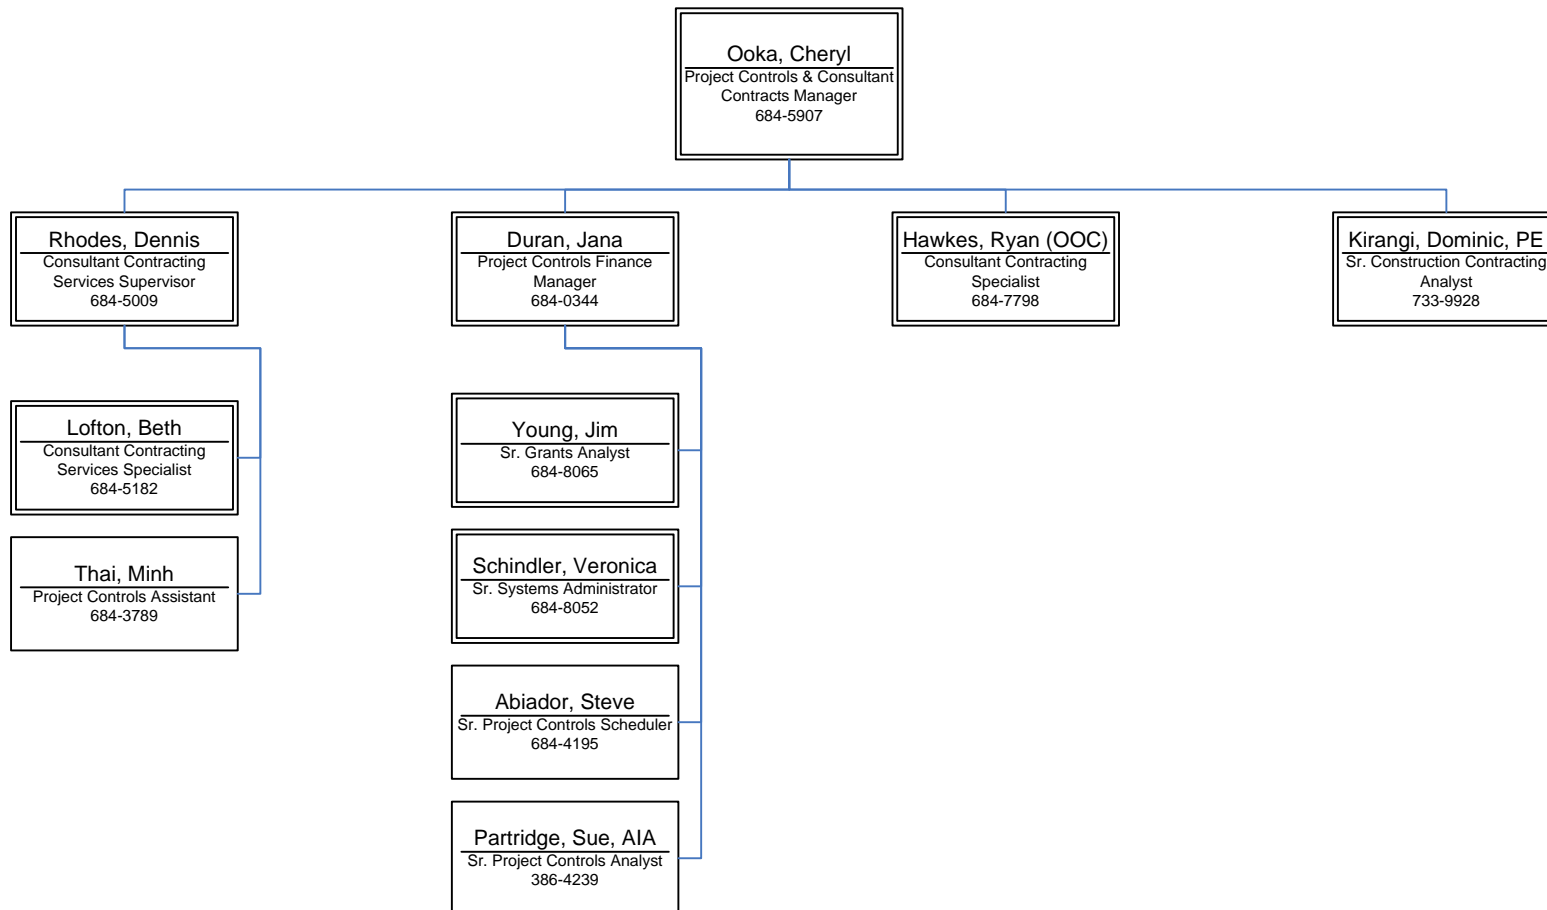 Ooka, Cheryl
Project Controls & Consultant
Contracts Manager
684-5907
Rhodes, Dennis
Consultant Contracting
Services Supervisor
684-5009
Duran, Jana
Project Controls Finance
Manager
684-0344
Hawkes, Ryan (OOC)
Consultant Contracting
Specialist
684-7798
Kirangi, Dominic, PE
Sr. Construction Contracting
Analyst
733-9928
Lofton, Beth
Consultant Contracting
Services Specialist
684-5182
Thai, Minh
Project Controls Assistant
684-3789
Young, Jim
Sr. Grants Analyst
684-8065
Schindler, Veronica
Sr. Systems Administrator
684-8052
Abiador, Steve
Sr. Project Controls Scheduler
684-4195
Partridge, Sue, AIA
Sr. Project Controls Analyst
386-4239